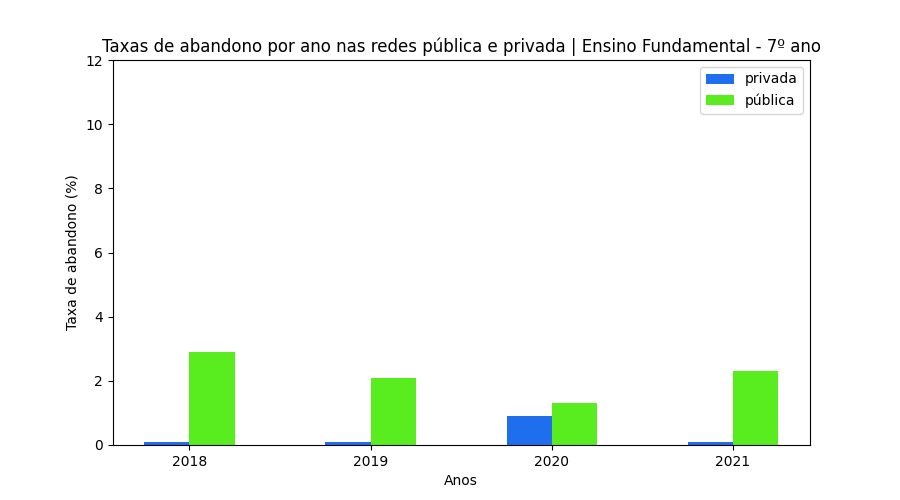 Taxas de abandono por ano nas redes pública e privada | Ensino Fundamental - 7º ano
privada
pública
12
10
8
6
4
2
0
Taxa de abandono (%)
2018 2019 2020 2021
Anos